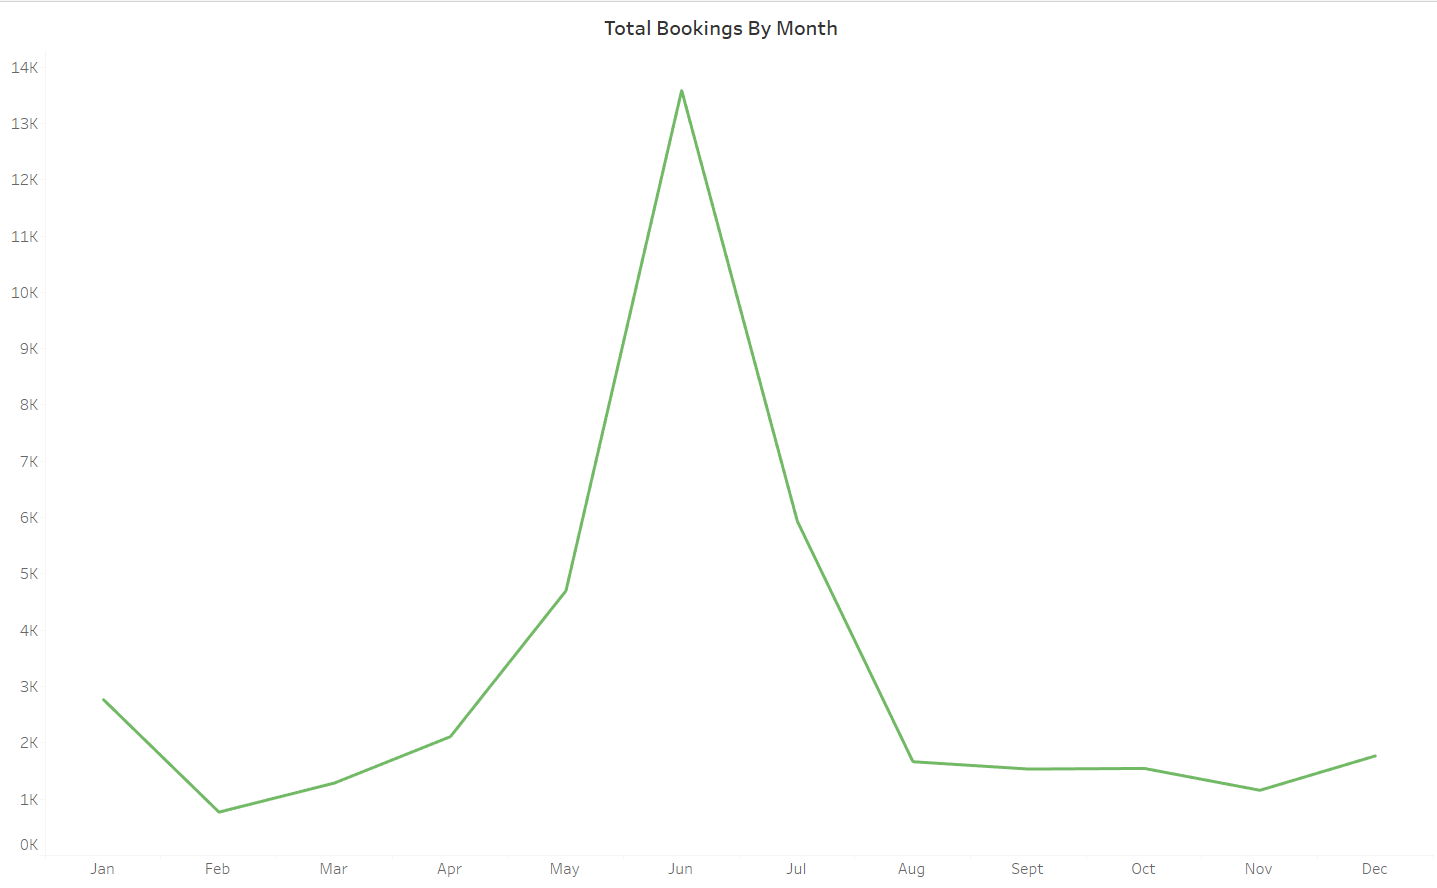 Total Bookings By Month
14K
13K
12K
11K
10K
9K
8K
7K
6K
5K
4K
3K
2K
1K
0K
Jan Feb Mar Apr May Jun Jul Aug Sept Oct Nov Dec